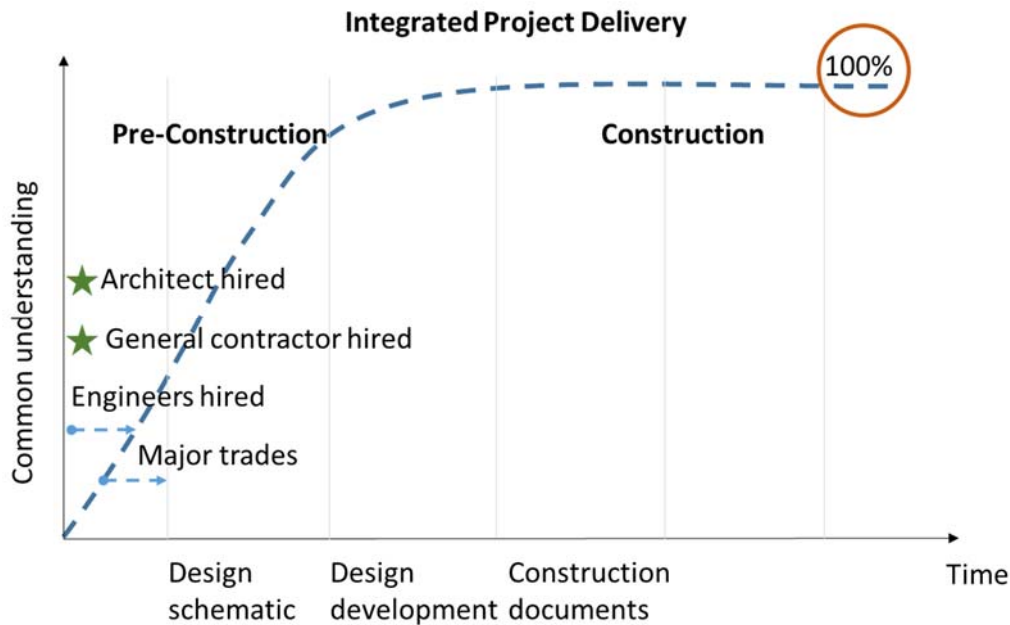 Integrated Project Delivery
100%
Pre-Construction
Construction
Common understanding
Architect hired
General contractor hired
Engineers hired
Major trades
Design
schematic
Design
development
Construction
documents
Time